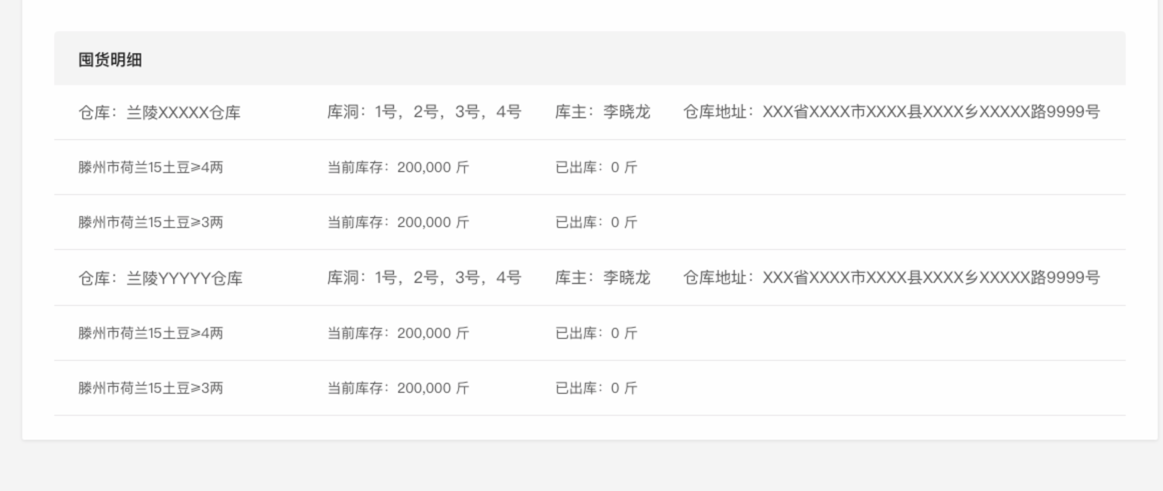 囤货明细
仓库：兰陵XXXXX仓库 库洞：1号，2号，3号，4号 库主：李晓龙 仓库地址：XXX省XXXX市XXXX县XXXX乡XXXXX路9999号
滕州市荷兰15土豆≥4两 当前库存：200,000 斤 已出库：0 斤
滕州市荷兰15土豆≥3两 当前库存：200,000 斤 已出库：0 斤
仓库：兰陵YYYYY仓库 库洞：1号，2号，3号，4号 库主：李晓龙 仓库地址：XXX省XXXX市XXXX县XXXX乡XXXXX路9999号
滕州市荷兰15土豆≥4两 当前库存：200,000 斤 已出库：0 斤
滕州市荷兰15土豆≥3两 当前库存：200,000 斤 已出库：0 斤